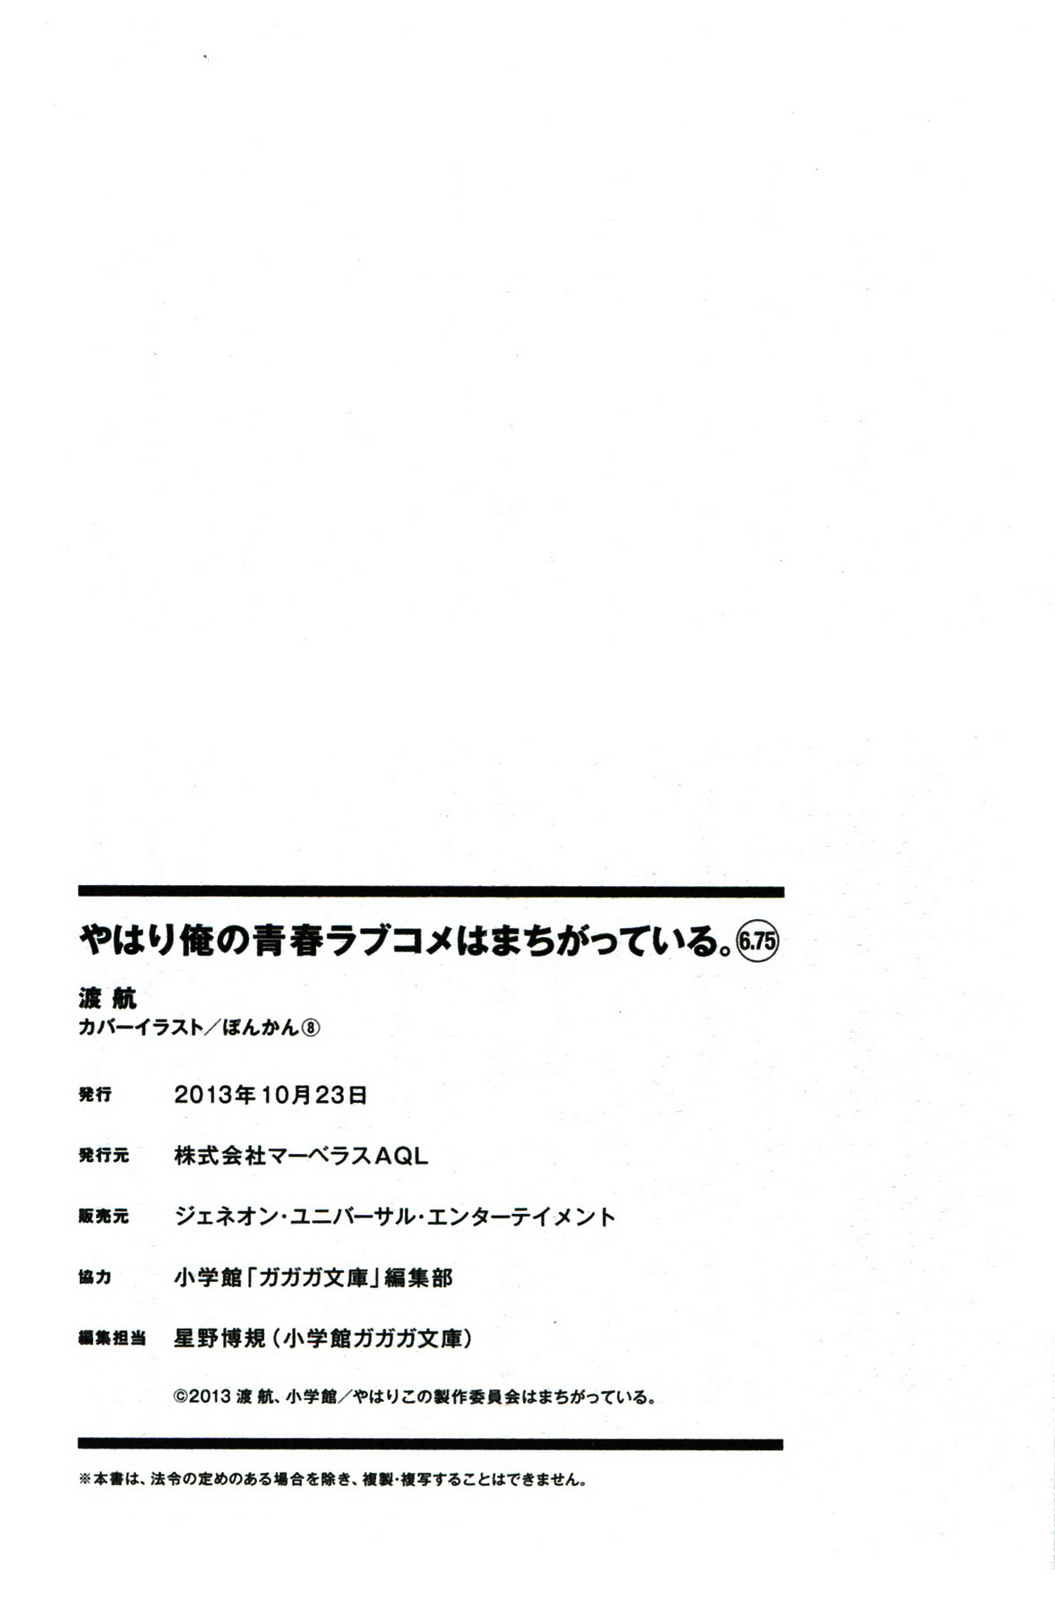 やはり俺の青春ラブコメはまちがっている。6.75
渡 航
カバーイラスト／ぽんかん⑧
発行 2013年10月23日
発行元 株式会社マーベラスAQL
販売元 ジェネオン・ユニバーサル・エンターテイメント
協力 小学館「ガガガ文庫」編集部
編集担当 星野博規（小学館ガガガ文庫）
©2013 渡 航、小学館／やはりこの製作委員会はまちがっている。
※本書は、法令の定めのある場合を除き、複製・複写することはできません。